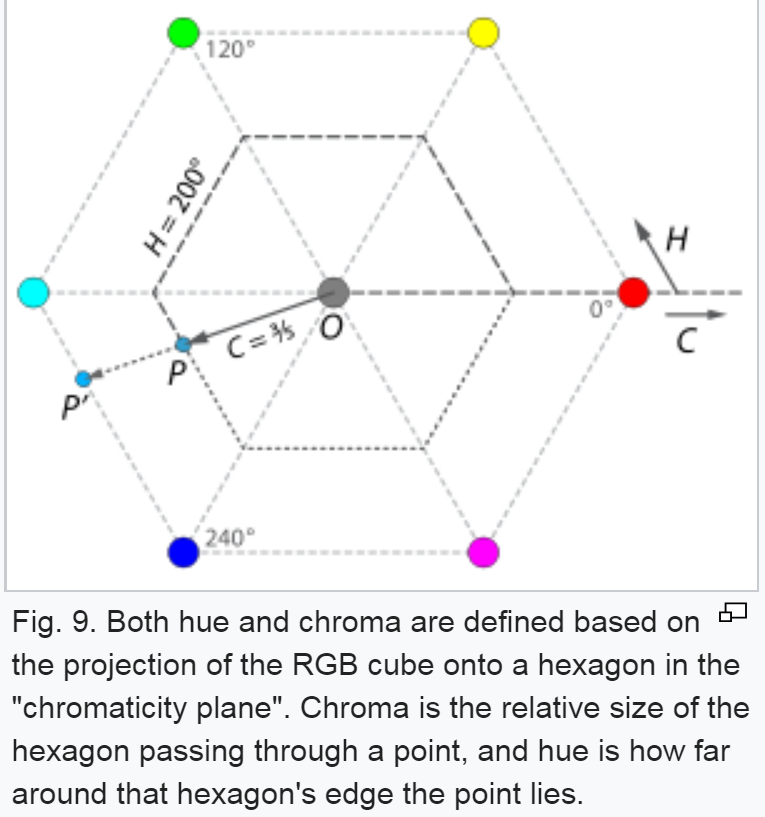 120°
H = 200°
H
0°
C = ⅗
O
C
P
P′
240°
Fig. 9. Both hue and chroma are defined based on
the projection of the RGB cube onto a hexagon in the
"chromaticity plane". Chroma is the relative size of the
hexagon passing through a point, and hue is how far
around that hexagon's edge the point lies.